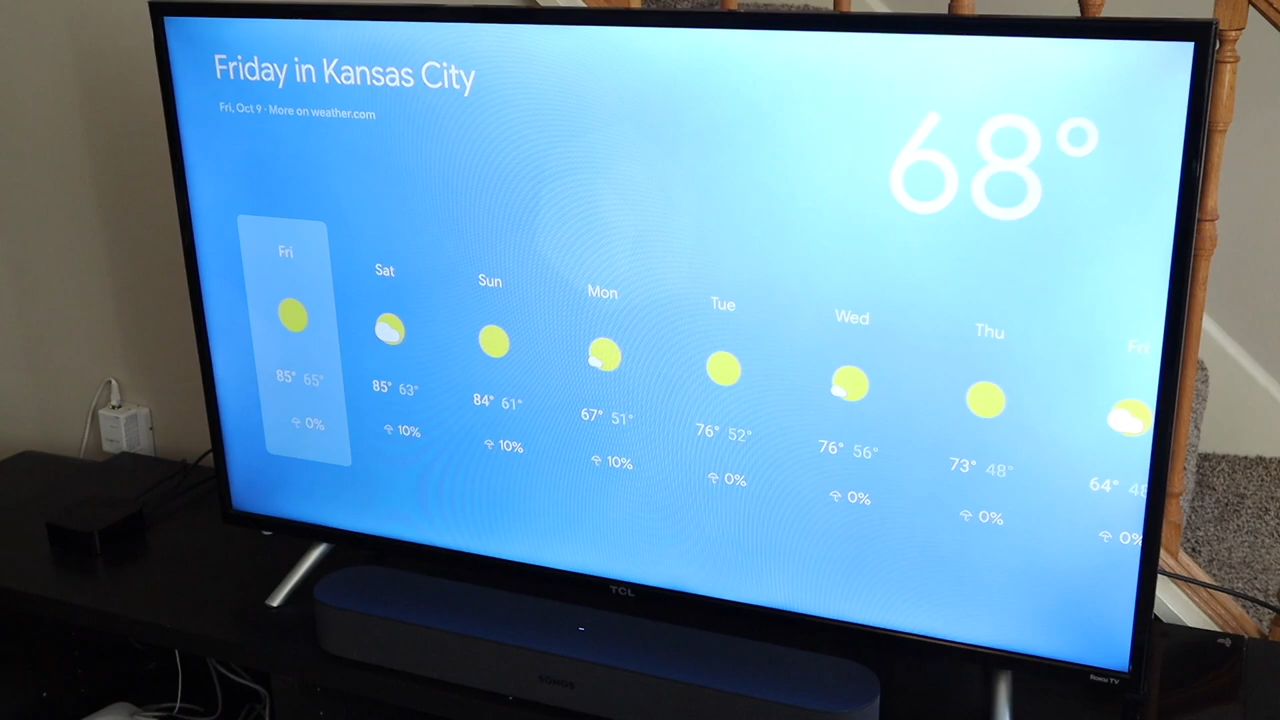 Friday in Kansas City
Fri, Oct 9 · More on weather.com
68°
Fri
Sat
Sun
Mon
Tue
Wed
Thu
Fri
85° 65°
85° 63°
84° 61°
67° 51°
76° 52°
76° 56°
73° 48°
64° 48
0%
10%
10%
10%
0%
0%
0%
0%
TCL
SONOS
Roku TV